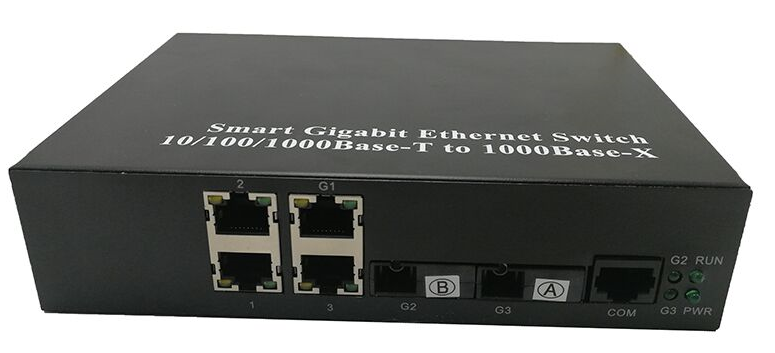 Smart Gigabit Ethernet Switch
10/100/1000Base-T to 1000Base-X
2 G1
1 3
B A
G2 G3 COM
G2 RUN
G3 PWR